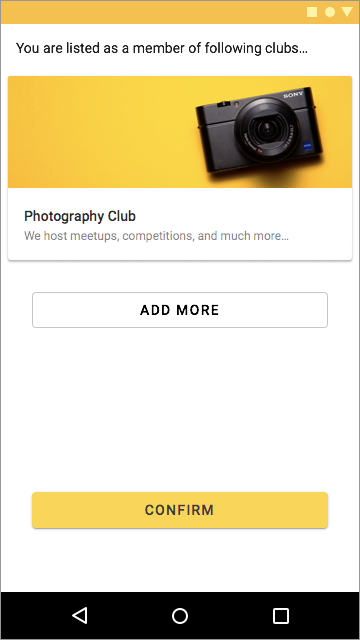 You are listed as a member of following clubs...
SONY
Photography Club
We host meetups, competitions, and much more...
ADD MORE
CONFIRM